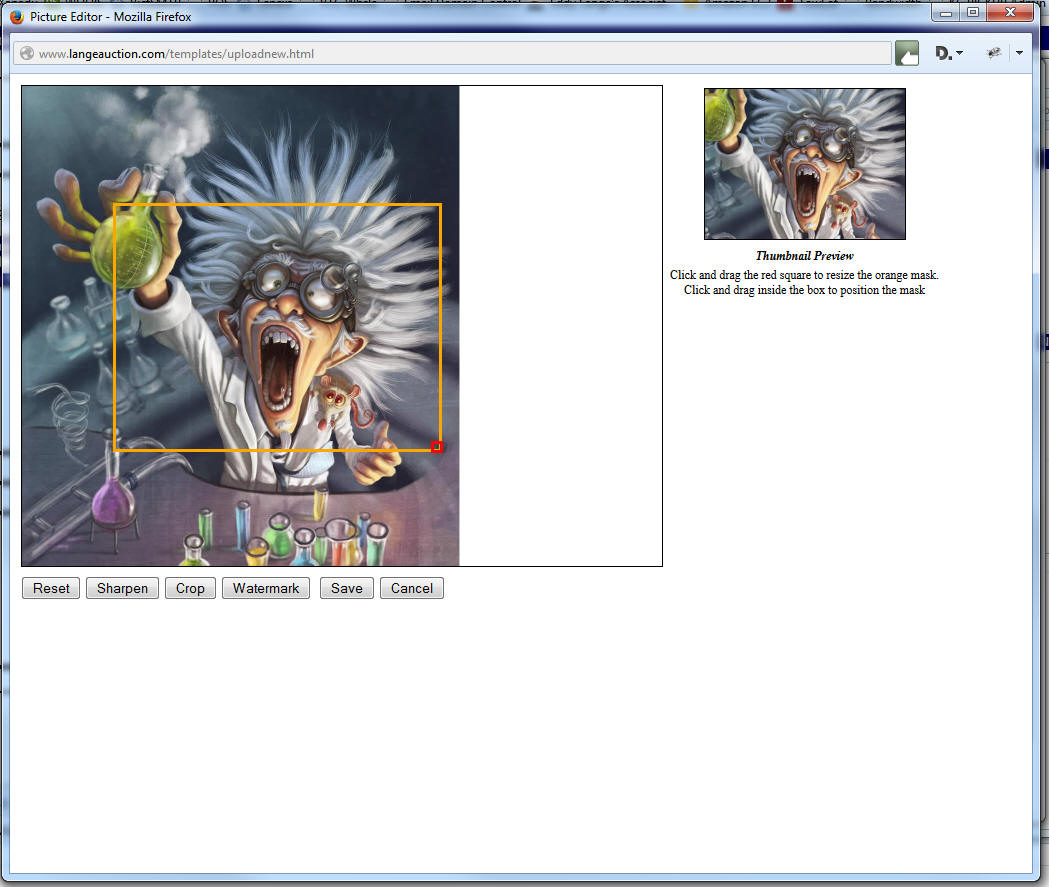 Picture Editor - Mozilla Firefox
www.langeauction.com/templates/uploadnew.html
D.
Thumbnail Preview
Click and drag the red square to resize the orange mask.
Click and drag inside the box to position the mask
Reset Sharpen Crop Watermark Save Cancel